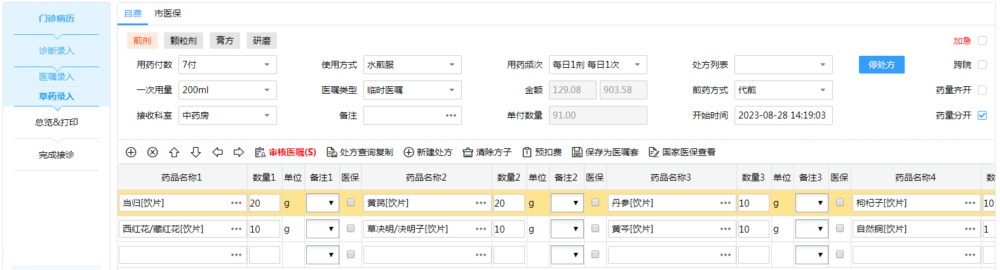 门诊病历
诊断录入
医嘱录入
草药录入
总览&打印
完成接诊
自费 市医保
煎剂 颗粒剂 膏方 研磨 加急
用药付数 7付 使用方式 水煎服 用药频次 每日1剂 每日1次 处方列表 停处方 跨院
一次用量 200ml 医嘱类型 临时医嘱 金额 129.08 903.58 煎药方式 代煎 药量齐开
接收科室 中药房 备注 单付数量 91.00 开始时间 2023-08-28 14:19:03 药量分开
审核医嘱(S) 处方查询复制 新建处方 清除方子 预扣费 保存为医嘱套 国家医保查看
药品名称1 数量1 单位 备注1 医保 药品名称2 数量2 单位 备注2 医保 药品名称3 数量3 单位 备注3 医保 药品名称4 数
当归[饮片] 20 g 黄芪[饮片] 20 g 丹参[饮片] 10 g 枸杞子[饮片] 10
西红花/藏红花[饮片] 10 g 草决明/决明子[饮片] 10 g 黄芩[饮片] 10 g 自然铜[饮片] 1